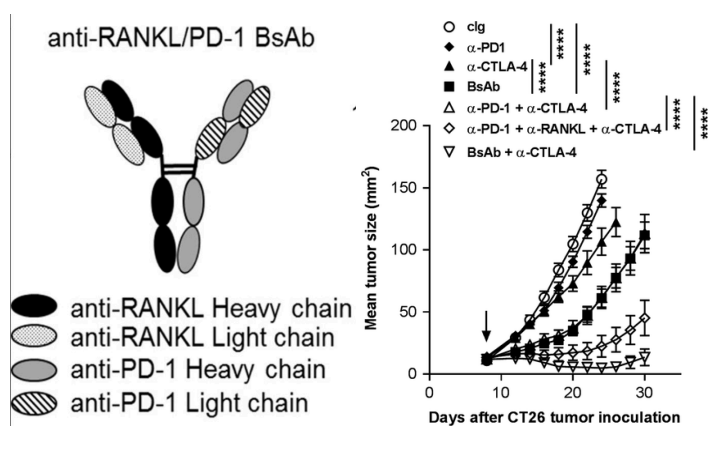 anti-RANKL/PD-1 BsAb
anti-RANKL Heavy chain
anti-RANKL Light chain
anti-PD-1 Heavy chain
anti-PD-1 Light chain
cIg
α-PD1
α-CTLA-4
BsAb
α-PD-1 + α-CTLA-4
α-PD-1 + α-RANKL + α-CTLA-4
BsAb + α-CTLA-4
****
****
****
****
****
****
Mean tumor size (mm²)
200
150
100
50
0
0
10
20
30
Days after CT26 tumor inoculation